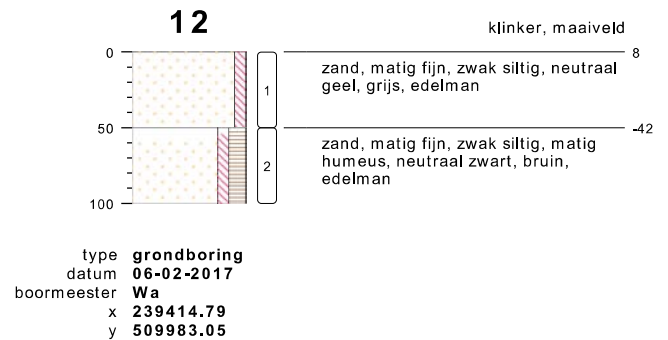 12
klinker, maaiveld
0
8
zand, matig fijn, zwak siltig, neutraal
geel, grijs, edelman
1
50
-42
zand, matig fijn, zwak siltig, matig
humeus, neutraal zwart, bruin,
edelman
2
100
type grondboring
datum 06-02-2017
boormeester Wa
x 239414.79
y 509983.05